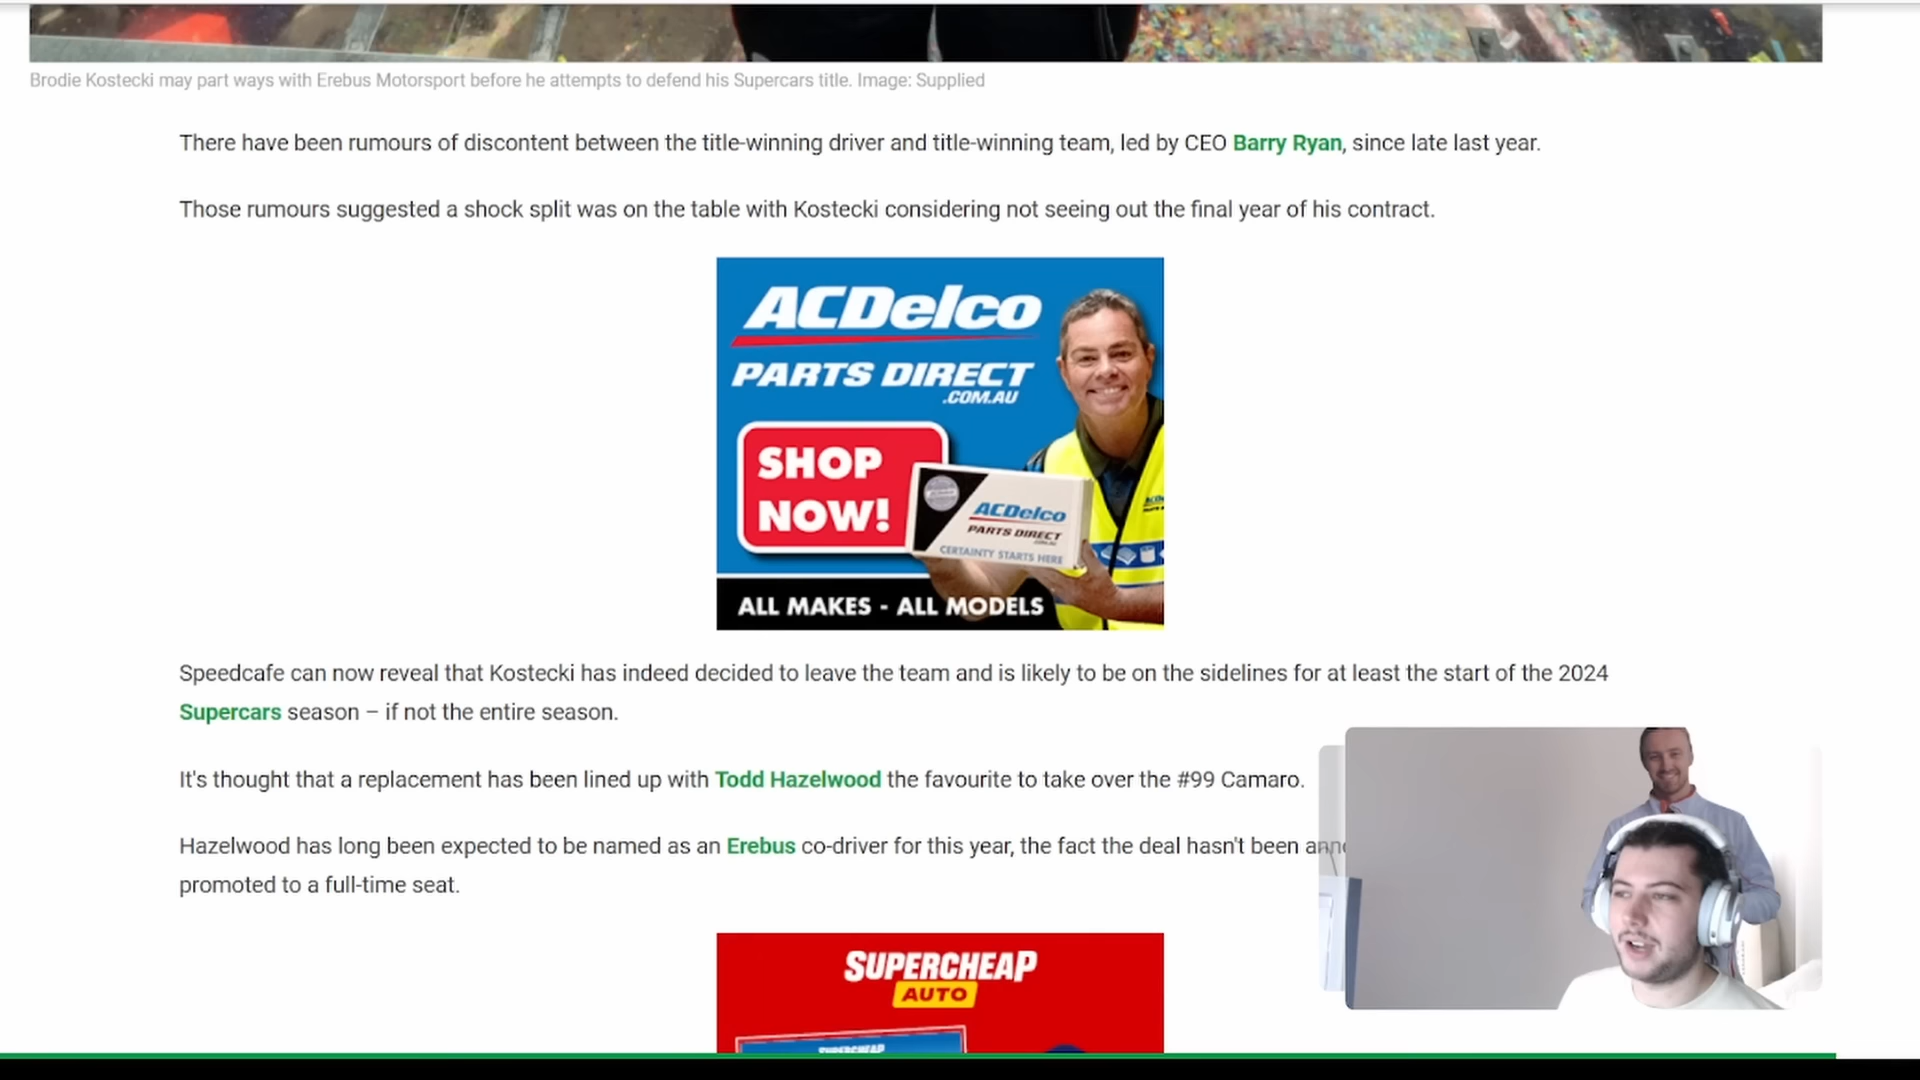 Brodie Kostecki may part ways with Erebus Motorsport before he attempts to defend his Supercars title. Image: Supplied
There have been rumours of discontent between the title-winning driver and title-winning team, led by CEO Barry Ryan, since late last year.
Those rumours suggested a shock split was on the table with Kostecki considering not seeing out the final year of his contract.
ACDelco
PARTS DIRECT
.COM.AU
SHOP
NOW!
ACDelco
PARTS DIRECT
CERTAINTY STARTS HERE
ALL MAKES - ALL MODELS
Speedcafe can now reveal that Kostecki has indeed decided to leave the team and is likely to be on the sidelines for at least the start of the 2024
Supercars season – if not the entire season.
It's thought that a replacement has been lined up with Todd Hazelwood the favourite to take over the #99 Camaro.
Hazelwood has long been expected to be named as an Erebus co-driver for this year, the fact the deal hasn't been
promoted to a full-time seat.
SUPERCHEAP
AUTO
SUPERCHEAP